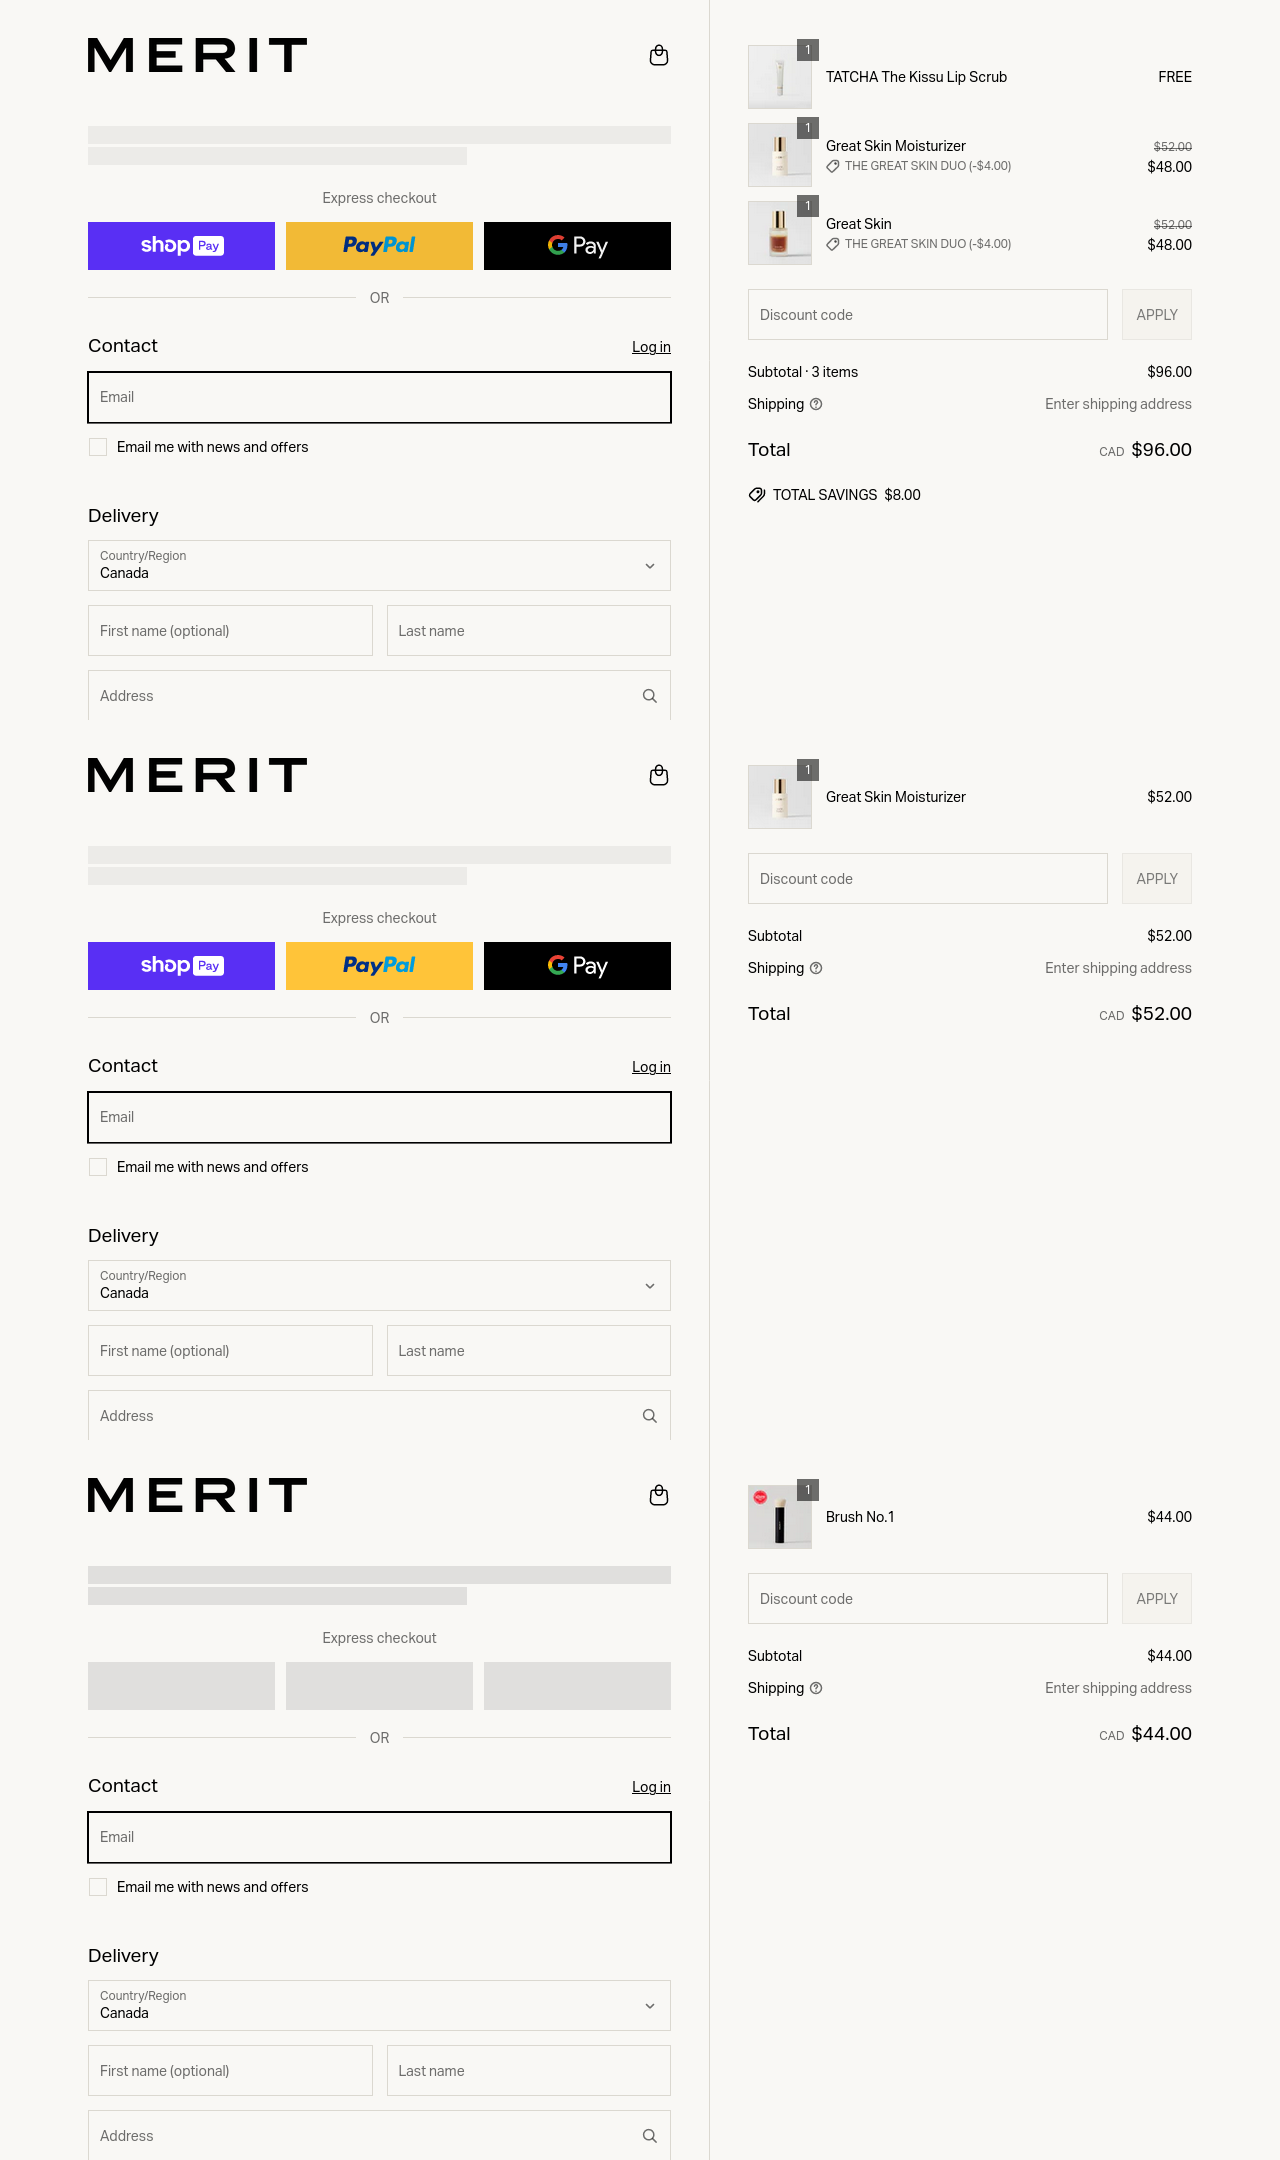 MERIT
Express checkout
shop Pay
PayPal
G Pay
OR
Contact
Log in
Email
Email me with news and offers
Delivery
Country/Region
Canada
First name (optional)
Last name
Address
1
TATCHA The Kissu Lip Scrub
FREE
1
Great Skin Moisturizer
$52.00
THE GREAT SKIN DUO (-$4.00)
$48.00
1
Great Skin
$52.00
THE GREAT SKIN DUO (-$4.00)
$48.00
Discount code
APPLY
Subtotal · 3 items
$96.00
Shipping
Enter shipping address
Total
CAD $96.00
TOTAL SAVINGS $8.00
MERIT
Express checkout
shop Pay
PayPal
G Pay
OR
Contact
Log in
Email
Email me with news and offers
Delivery
Country/Region
Canada
First name (optional)
Last name
Address
1
Great Skin Moisturizer
$52.00
Discount code
APPLY
Subtotal
$52.00
Shipping
Enter shipping address
Total
CAD $52.00
MERIT
Express checkout
OR
Contact
Log in
Email
Email me with news and offers
Delivery
Country/Region
Canada
First name (optional)
Last name
Address
1
Brush No.1
$44.00
Discount code
APPLY
Subtotal
$44.00
Shipping
Enter shipping address
Total
CAD $44.00